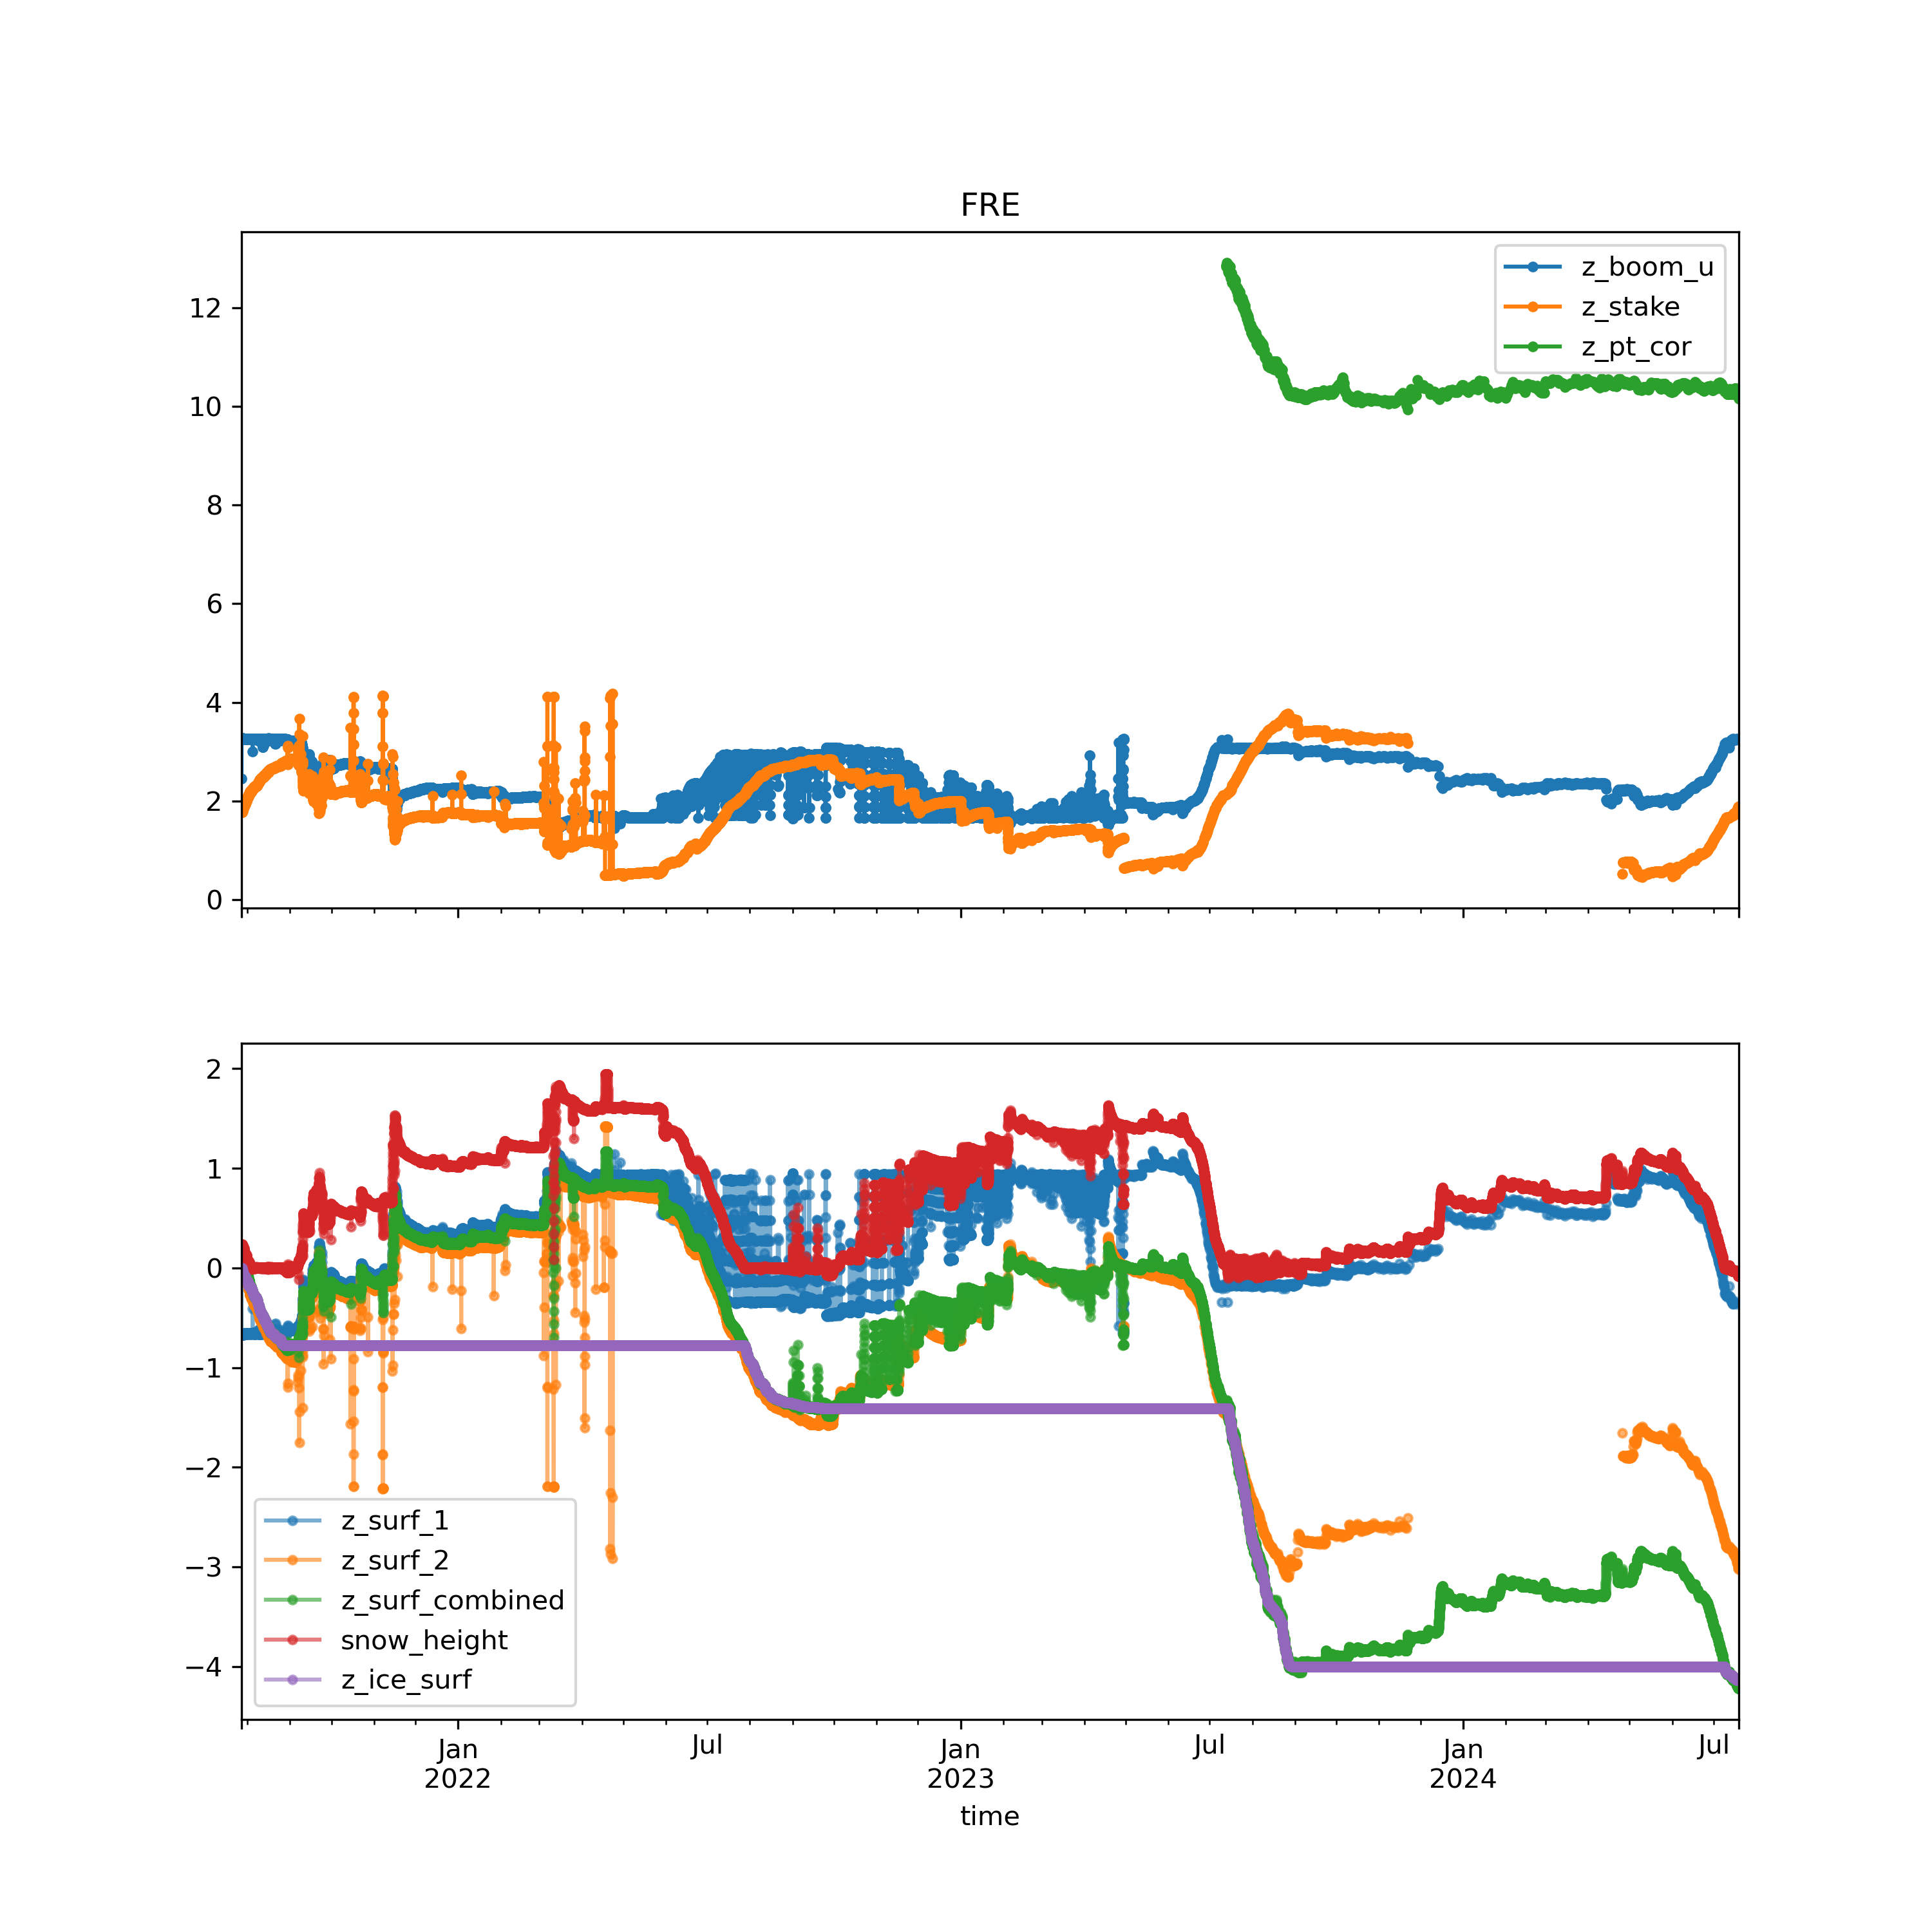 FRE
12
10
8
6
4
2
0
z_boom_u
z_stake
z_pt_cor
2
1
0
−1
−2
−3
−4
z_surf_1
z_surf_2
z_surf_combined
snow_height
z_ice_surf
Jan Jul Jan Jul Jan Jul
2022 2023 2024
time